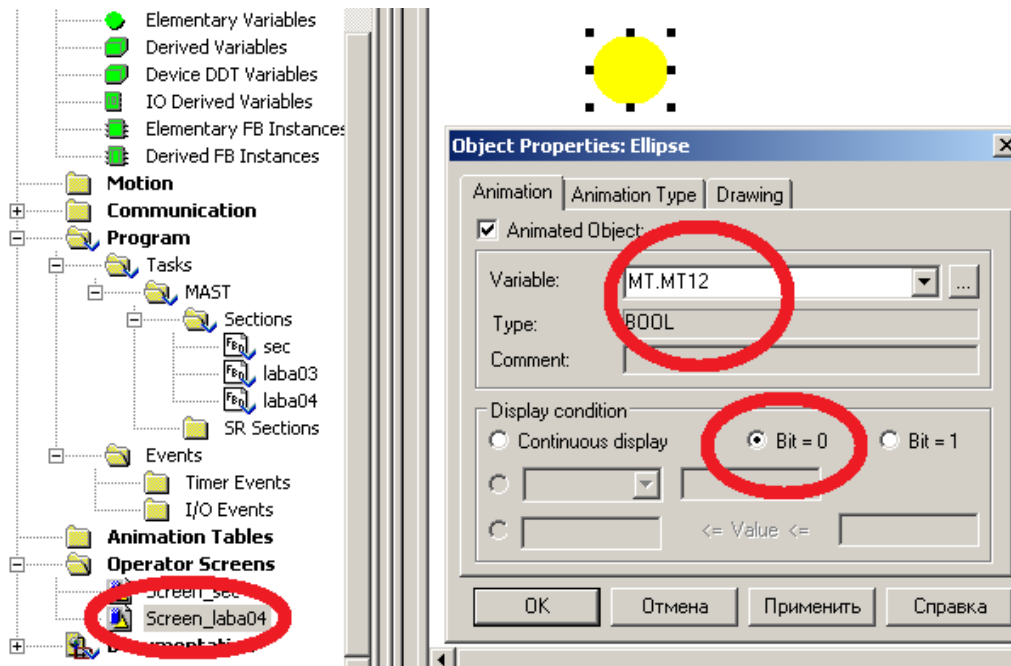 Elementary Variables
Derived Variables
Device DDT Variables
IO Derived Variables
Elementary FB Instances
Derived FB Instances
Motion
Communication
Program
Tasks
MAST
Sections
sec
laba03
laba04
SR Sections
Events
Timer Events
I/O Events
Animation Tables
Operator Screens
Screen_sec
Screen_laba04
Documentation
Object Properties: Ellipse
Animation Animation Type Drawing
Animated Object:
Variable: MT.MT12 ...
Type: BOOL
Comment:
Display condition
Continuous display Bit = 0 Bit = 1
<= Value <=
OK Отмена Применить Справка